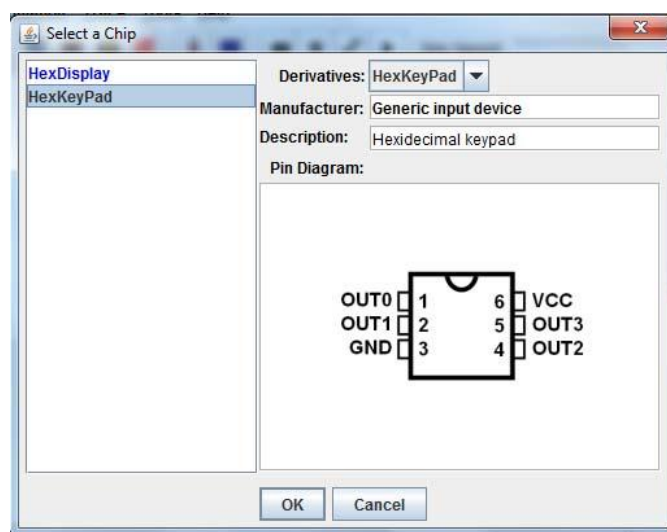 Select a Chip
HexDisplay
HexKeyPad
Derivatives: HexKeyPad
Manufacturer: Generic input device
Description: Hexidecimal keypad
Pin Diagram:
OUT0 1 6 VCC
OUT1 2 5 OUT3
GND 3 4 OUT2
OK Cancel